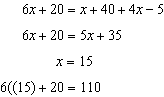 6x + 20 = x + 40 + 4x − 5
6x + 20 = 5x + 35
x = 15
6((15) + 20 = 110